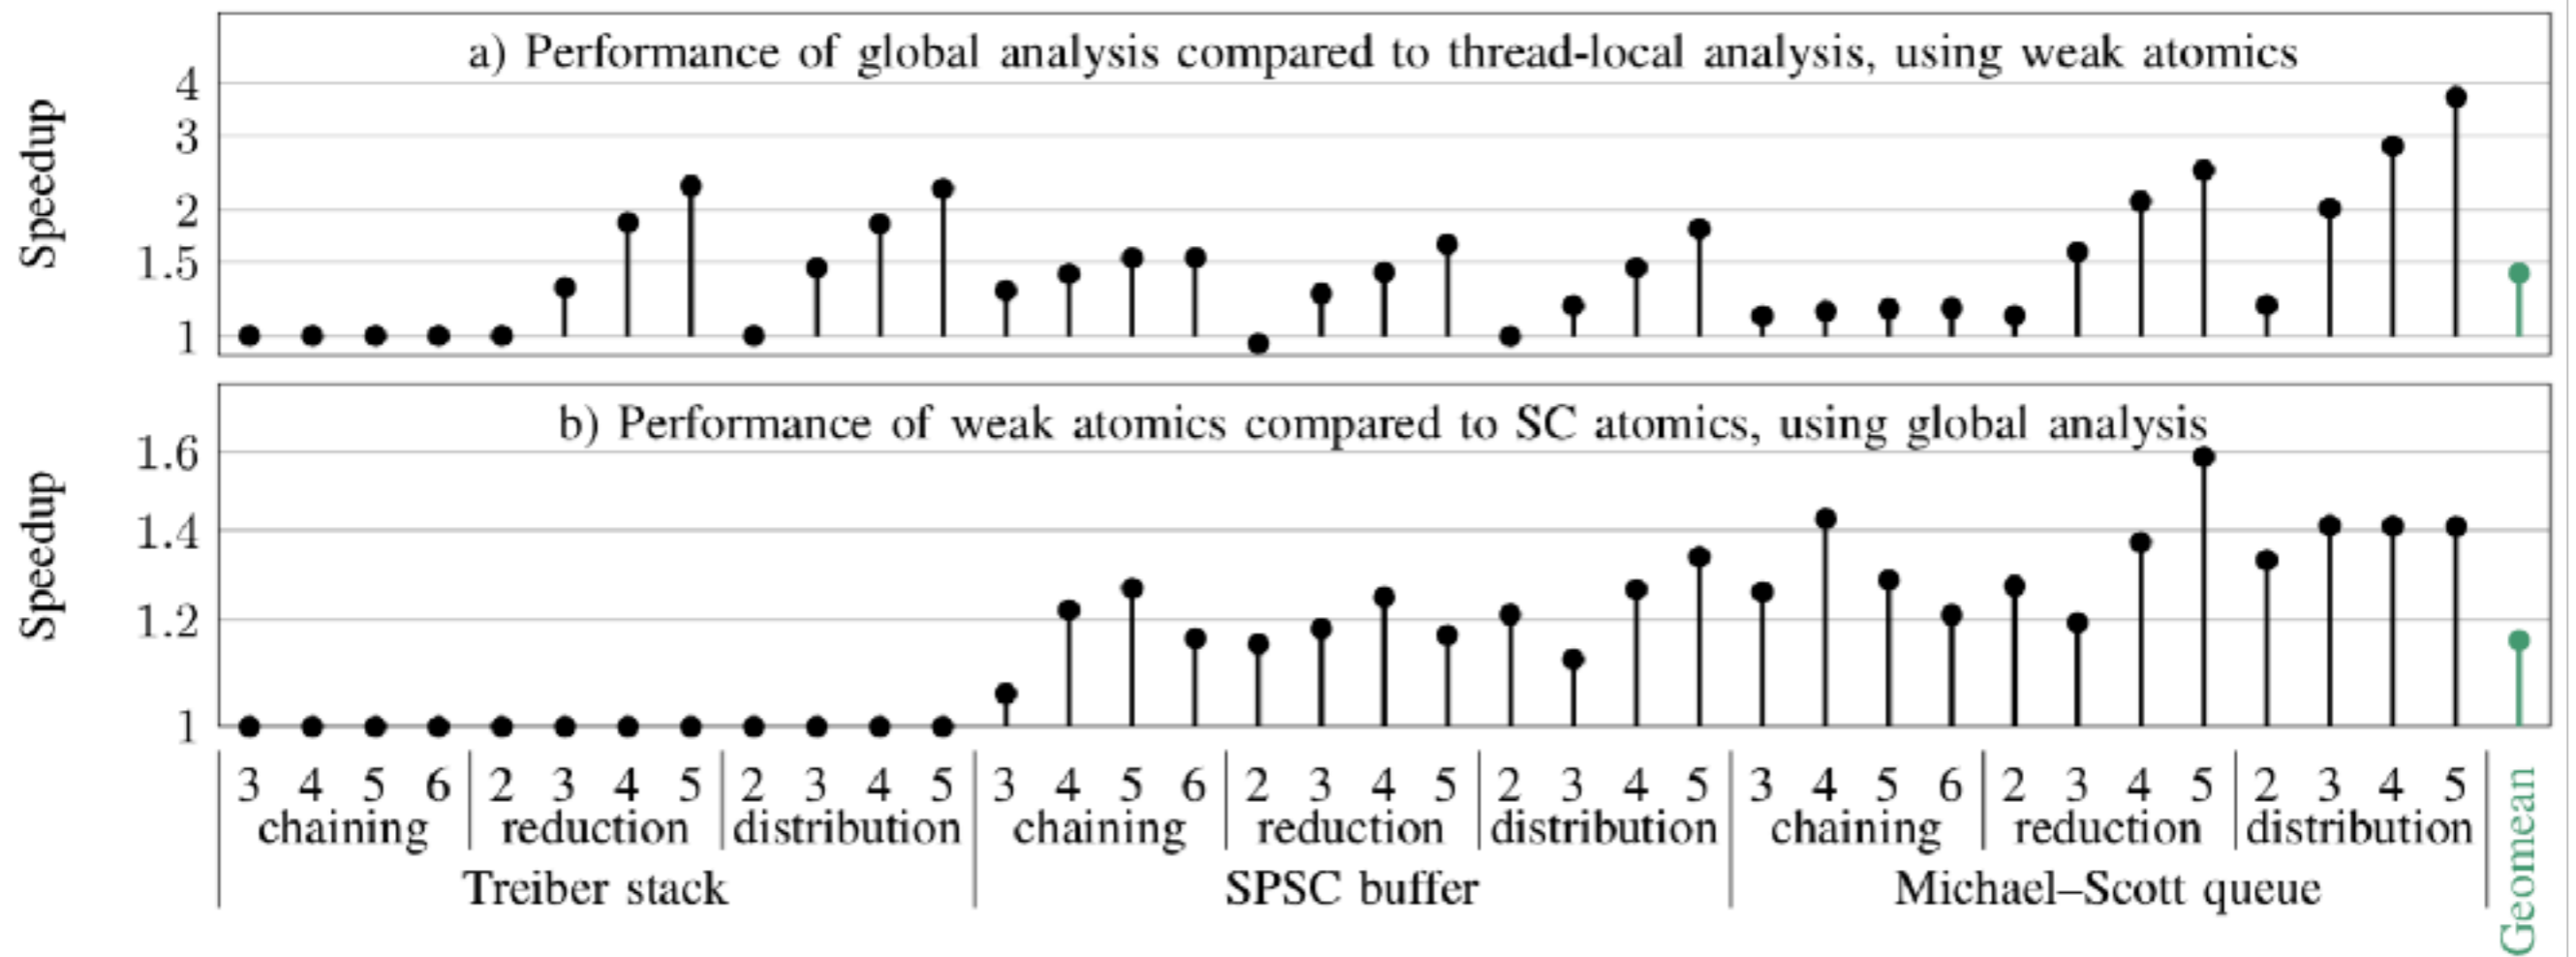 a) Performance of global analysis compared to thread-local analysis, using weak atomics
Speedup
4
3
2
1.5
1
b) Performance of weak atomics compared to SC atomics, using global analysis
Speedup
1.6
1.4
1.2
1
3 4 5 6 2 3 4 5 2 3 4 5 3 4 5 6 2 3 4 5 2 3 4 5 3 4 5 6 2 3 4 5 2 3 4 5
chaining reduction distribution chaining reduction distribution chaining reduction distribution
Treiber stack SPSC buffer Michael–Scott queue
Geomean